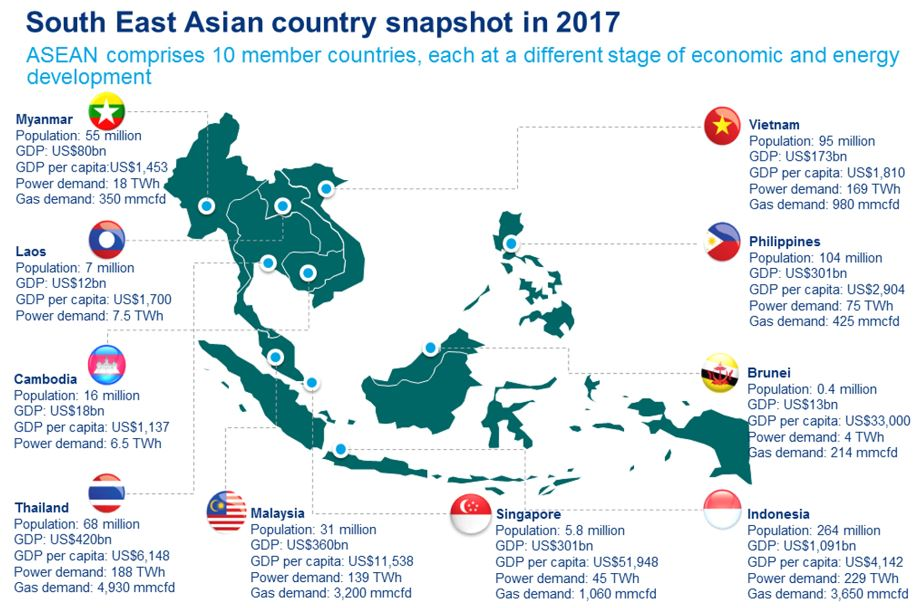 South East Asian country snapshot in 2017
ASEAN comprises 10 member countries, each at a different stage of economic and energy
development
Myanmar
Population: 55 million
GDP: US$80bn
GDP per capita:US$1,453
Power demand: 18 TWh
Gas demand: 350 mmcfd
Laos
Population: 7 million
GDP: US$12bn
GDP per capita: US$1,700
Power demand: 7.5 TWh
Cambodia
Population: 16 million
GDP: US$18bn
GDP per capita: US$1,137
Power demand: 6.5 TWh
Thailand
Population: 68 million
GDP: US$420bn
GDP per capita: US$6,148
Power demand: 188 TWh
Gas demand: 4,930 mmcfd
Malaysia
Population: 31 million
GDP: US$360bn
GDP per capita: US$11,538
Power demand: 139 TWh
Gas demand: 3,200 mmcfd
Singapore
Population: 5.8 million
GDP: US$301bn
GDP per capita: US$51,948
Power demand: 45 TWh
Gas demand: 1,060 mmcfd
Vietnam
Population: 95 million
GDP: US$173bn
GDP per capita: US$1,810
Power demand: 169 TWh
Gas demand: 980 mmcfd
Philippines
Population: 104 million
GDP: US$301bn
GDP per capita: US$2,904
Power demand: 75 TWh
Gas demand: 425 mmcfd
Brunei
Population: 0.4 million
GDP: US$13bn
GDP per capita: US$33,000
Power demand: 4 TWh
Gas demand: 214 mmcfd
Indonesia
Population: 264 million
GDP: US$1,091bn
GDP per capita: US$4,142
Power demand: 229 TWh
Gas demand: 3,650 mmcfd